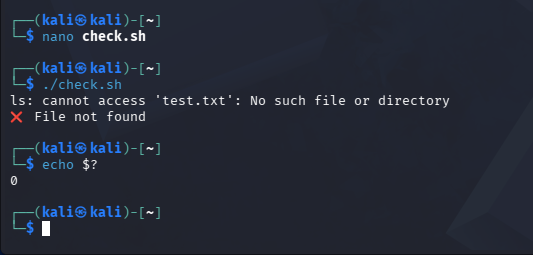 ┌──(kali㉿kali)-[~]
└─$ nano check.sh
┌──(kali㉿kali)-[~]
└─$ ./check.sh
ls: cannot access 'test.txt': No such file or directory
❌ File not found
┌──(kali㉿kali)-[~]
└─$ echo $?
0
┌──(kali㉿kali)-[~]
└─$